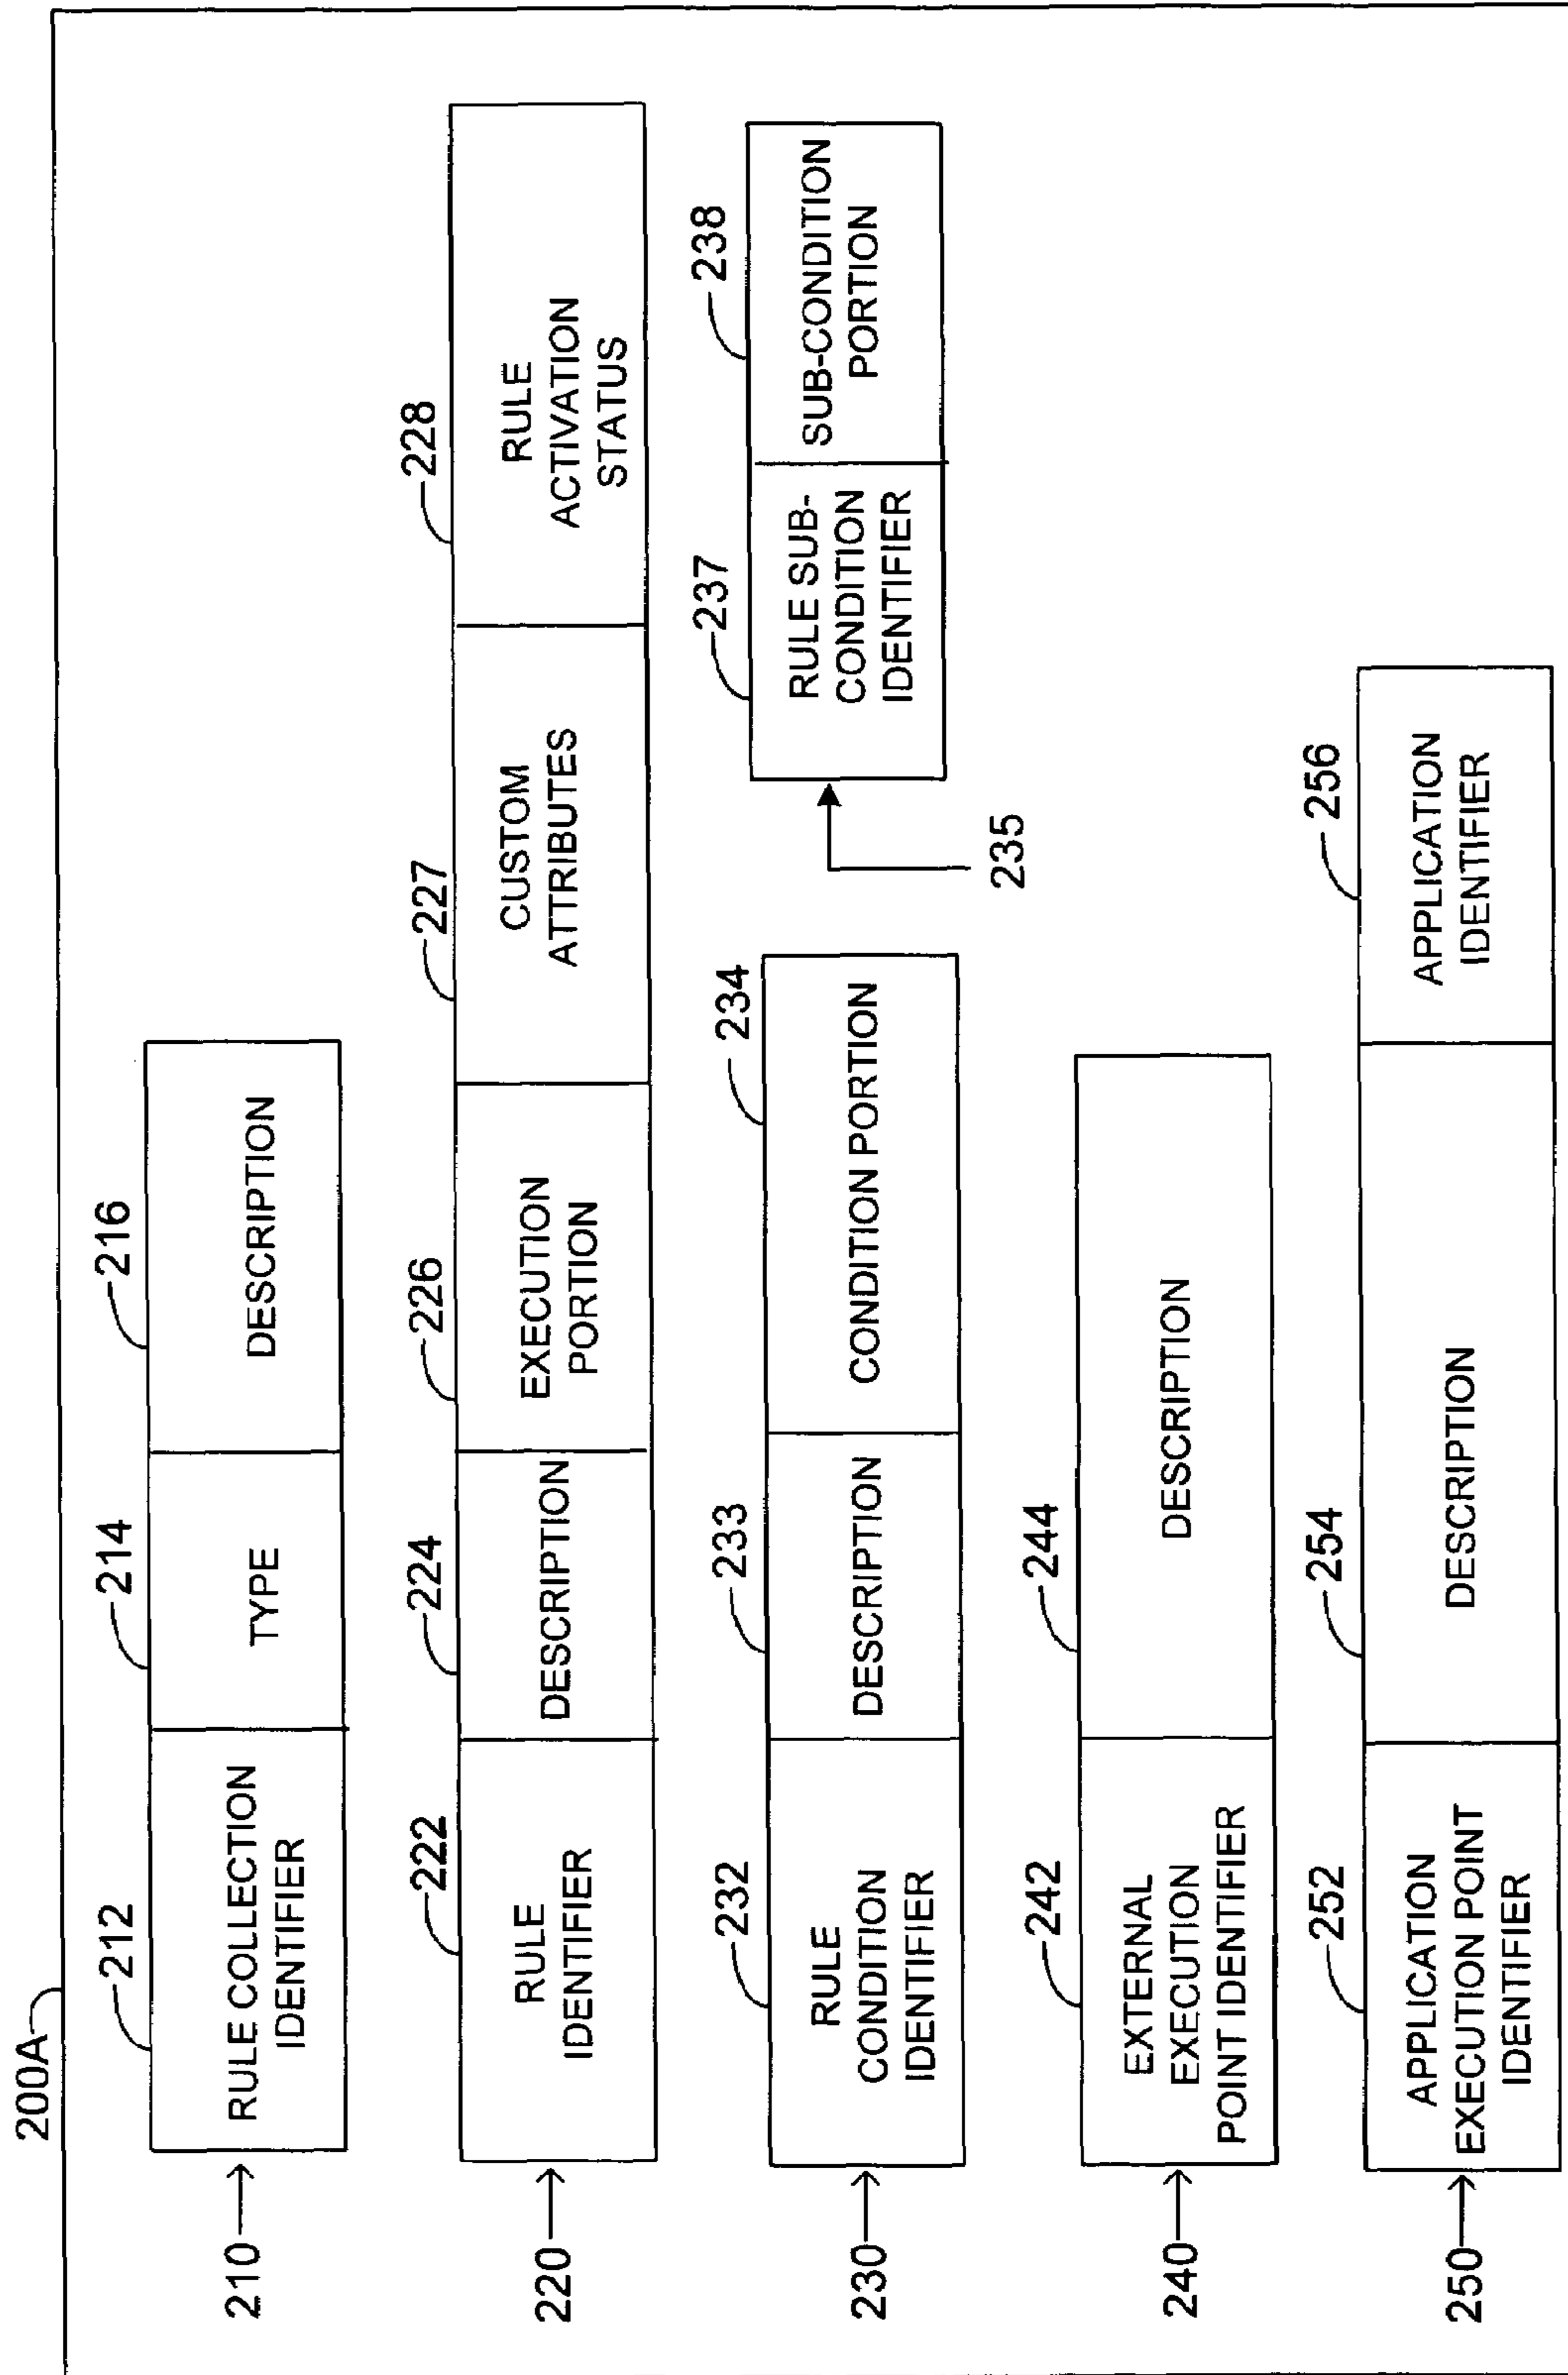 200A
212
214
216
210
RULE COLLECTION
IDENTIFIER
TYPE
DESCRIPTION
222
224
226
227
228
220
RULE
IDENTIFIER
DESCRIPTION
EXECUTION
PORTION
CUSTOM
ATTRIBUTES
RULE
ACTIVATION
STATUS
232
233
234
237
238
230
RULE
CONDITION
IDENTIFIER
DESCRIPTION
CONDITION PORTION
RULE SUB-
CONDITION
IDENTIFIER
SUB-CONDITION
PORTION
235
242
244
240
EXTERNAL
EXECUTION
POINT IDENTIFIER
DESCRIPTION
252
254
256
250
APPLICATION
EXECUTION POINT
IDENTIFIER
DESCRIPTION
APPLICATION
IDENTIFIER